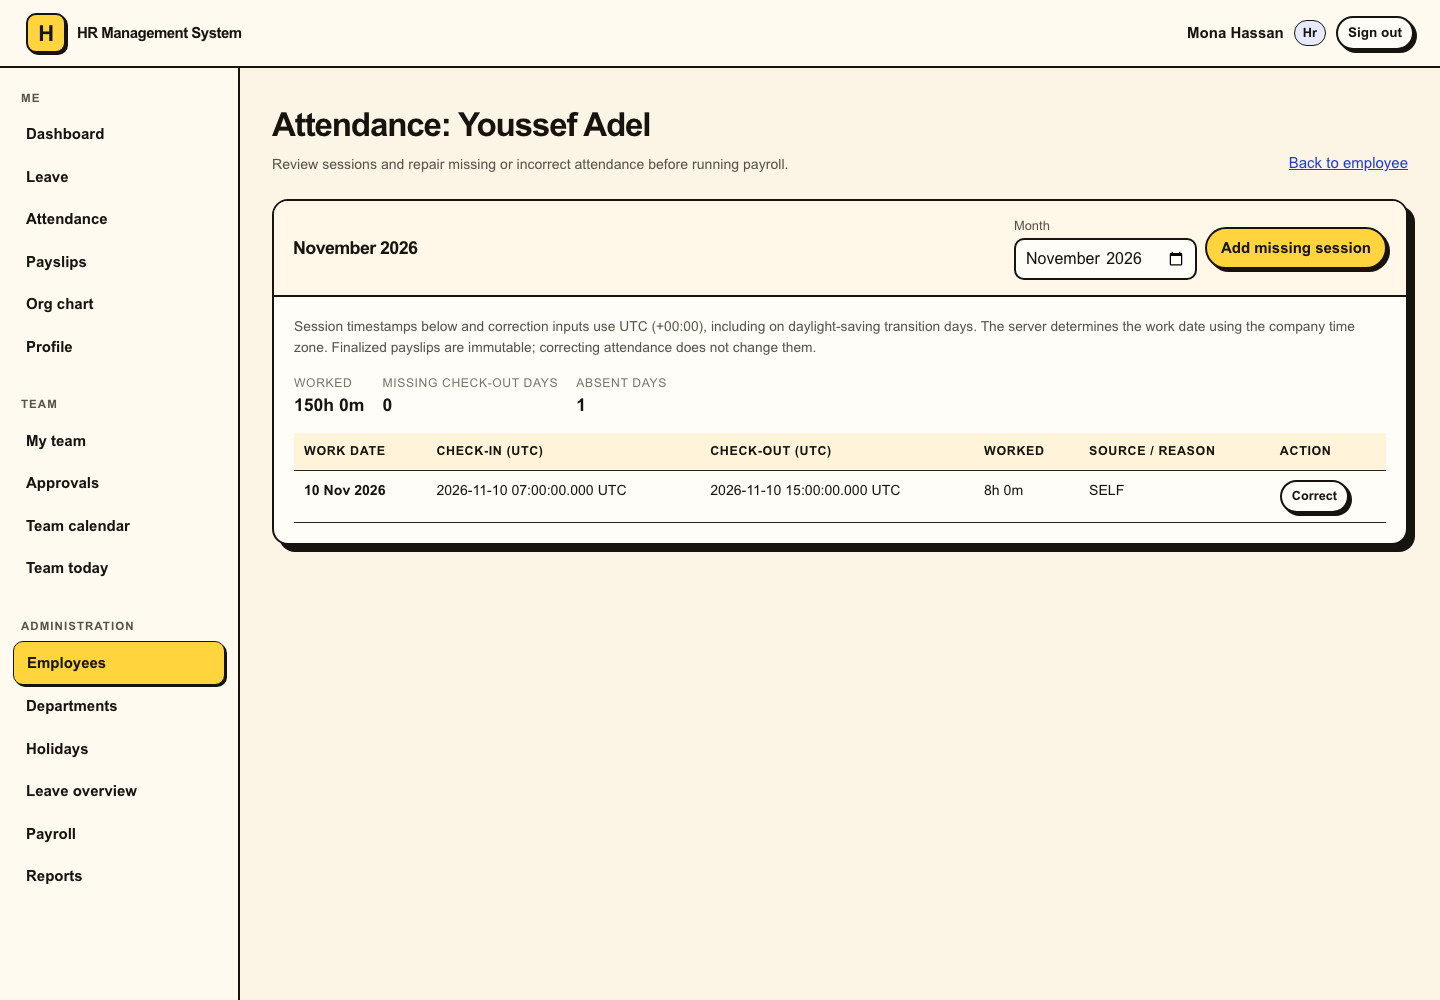 H
HR Management System
Mona Hassan
Hr
Sign out
ME
Dashboard
Leave
Attendance
Payslips
Org chart
Profile
TEAM
My team
Approvals
Team calendar
Team today
ADMINISTRATION
Employees
Departments
Holidays
Leave overview
Payroll
Reports
Attendance: Youssef Adel
Review sessions and repair missing or incorrect attendance before running payroll.
Back to employee
November 2026
Month
November 2026
Add missing session
Session timestamps below and correction inputs use UTC (+00:00), including on daylight-saving transition days. The server determines the work date using the company time
zone. Finalized payslips are immutable; correcting attendance does not change them.
WORKED MISSING CHECK-OUT DAYS ABSENT DAYS
150h 0m 0 1
WORK DATE CHECK-IN (UTC) CHECK-OUT (UTC) WORKED SOURCE / REASON ACTION
10 Nov 2026 2026-11-10 07:00:00.000 UTC 2026-11-10 15:00:00.000 UTC 8h 0m SELF Correct